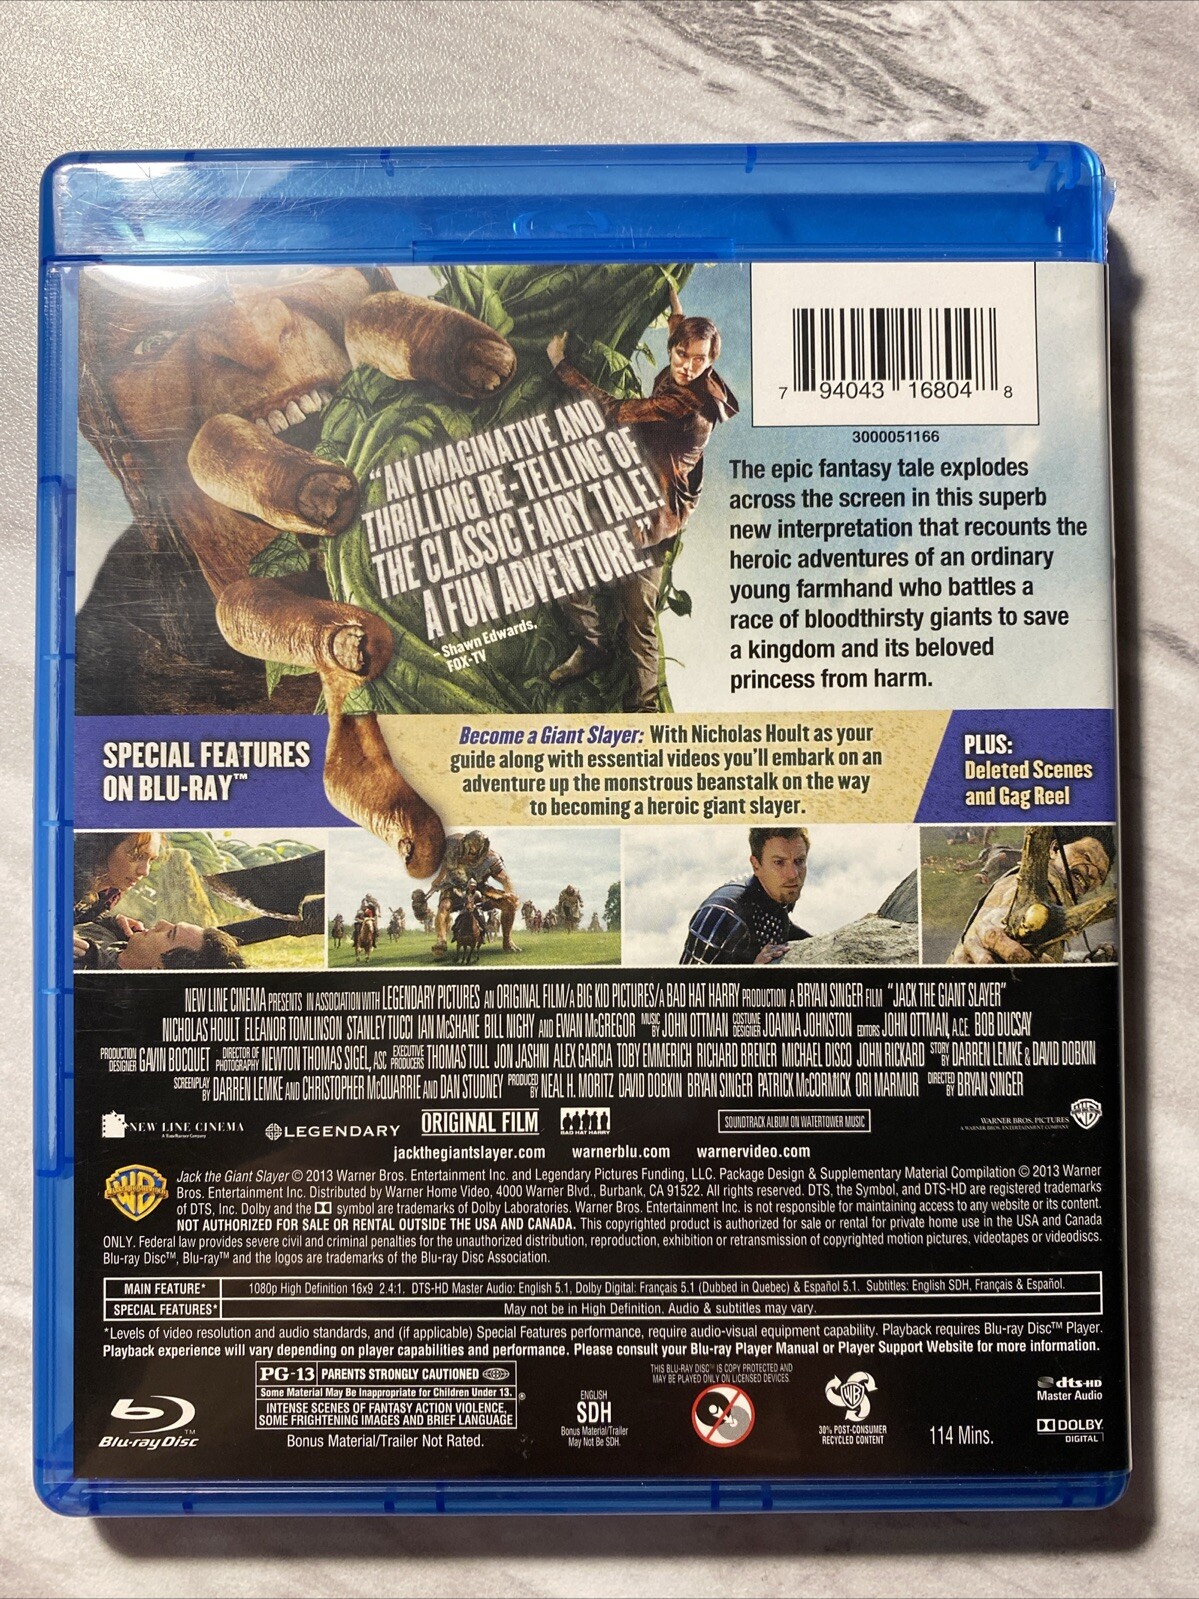 7 94043 16804 8
3000051166
"AN IMAGINATIVE AND
THRILLING RE-TELLING OF
THE CLASSIC FAIRY TALE!
A FUN ADVENTURE."
– Shawn Edwards,
FOX-TV
The epic fantasy tale explodes
across the screen in this superb
new interpretation that recounts the
heroic adventures of an ordinary
young farmhand who battles a
race of bloodthirsty giants to save
a kingdom and its beloved
princess from harm.
SPECIAL FEATURES
ON BLU-RAY™
Become a Giant Slayer: With Nicholas Hoult as your
guide along with essential videos you'll embark on an
adventure up the monstrous beanstalk on the way
to becoming a heroic giant slayer.
PLUS:
Deleted Scenes
and Gag Reel
NEW LINE CINEMA PRESENTS IN ASSOCIATION WITH LEGENDARY PICTURES AN ORIGINAL FILM/A BIG KID PICTURES/A BAD HAT HARRY PRODUCTION A BRYAN SINGER FILM "JACK THE GIANT SLAYER"
NICHOLAS HOULT ELEANOR TOMLINSON STANLEY TUCCI IAN McSHANE BILL NIGHY AND EWAN McGREGOR MUSIC BY JOHN OTTMAN COSTUME DESIGNER JOANNA JOHNSTON EDITORS JOHN OTTMAN, A.C.E. BOB DUCSAY
PRODUCTION DESIGNER GAVIN BOCQUET DIRECTOR OF PHOTOGRAPHY NEWTON THOMAS SIGEL, ASC EXECUTIVE PRODUCERS THOMAS TULL JON JASHNI ALEX GARCIA TOBY EMMERICH RICHARD BRENER MICHAEL DISCO JOHN RICKARD STORY BY DARREN LEMKE & DAVID DOBKIN
SCREENPLAY BY DARREN LEMKE AND CHRISTOPHER McQUARRIE AND DAN STUDNEY PRODUCED BY NEAL H. MORITZ DAVID DOBKIN BRYAN SINGER PATRICK McCORMICK ORI MARMUR DIRECTED BY BRYAN SINGER
NEW LINE CINEMA
A TimeWarner Company
LEGENDARY
ORIGINAL FILM
BAD HAT HARRY
SOUNDTRACK ALBUM ON WATERTOWER MUSIC
WARNER BROS. PICTURES
A WARNER BROS. ENTERTAINMENT COMPANY
jackthegiantslayer.com warnerblu.com warnervideo.com
Jack the Giant Slayer © 2013 Warner Bros. Entertainment Inc. and Legendary Pictures Funding, LLC. Package Design & Supplementary Material Compilation © 2013 Warner
Bros. Entertainment Inc. Distributed by Warner Home Video, 4000 Warner Blvd., Burbank, CA 91522. All rights reserved. DTS, the Symbol, and DTS-HD are registered trademarks
of DTS, Inc. Dolby and the DD symbol are trademarks of Dolby Laboratories. Warner Bros. Entertainment Inc. is not responsible for maintaining access to any website or its content.
NOT AUTHORIZED FOR SALE OR RENTAL OUTSIDE THE USA AND CANADA. This copyrighted product is authorized for sale or rental for private home use in the USA and Canada
ONLY. Federal law provides severe civil and criminal penalties for the unauthorized distribution, reproduction, exhibition or retransmission of copyrighted motion pictures, videotapes or videodiscs.
Blu-ray Disc™, Blu-ray™ and the logos are trademarks of the Blu-ray Disc Association.
MAIN FEATURE* 1080p High Definition 16x9 2.4:1, DTS-HD Master Audio: English 5.1, Dolby Digital: Français 5.1 (Dubbed in Quebec) & Español 5.1. Subtitles: English SDH, Français & Español.
SPECIAL FEATURES* May not be in High Definition. Audio & subtitles may vary.
*Levels of video resolution and audio standards, and (if applicable) Special Features performance, require audio-visual equipment capability. Playback requires Blu-ray Disc™ Player.
Playback experience will vary depending on player capabilities and performance. Please consult your Blu-ray Player Manual or Player Support Website for more information.
Blu-ray Disc™
PG-13 PARENTS STRONGLY CAUTIONED
Some Material May Be Inappropriate for Children Under 13. ®
INTENSE SCENES OF FANTASY ACTION VIOLENCE,
SOME FRIGHTENING IMAGES AND BRIEF LANGUAGE
Bonus Material/Trailer Not Rated.
ENGLISH
SDH
Bonus Material/Trailer
May Not Be SDH.
THIS BLU-RAY DISC™ IS COPY PROTECTED AND
MAY BE PLAYED ONLY ON LICENSED DEVICES.
30% POST-CONSUMER
RECYCLED CONTENT
114 Mins.
dts-HD
Master Audio
DOLBY
DIGITAL